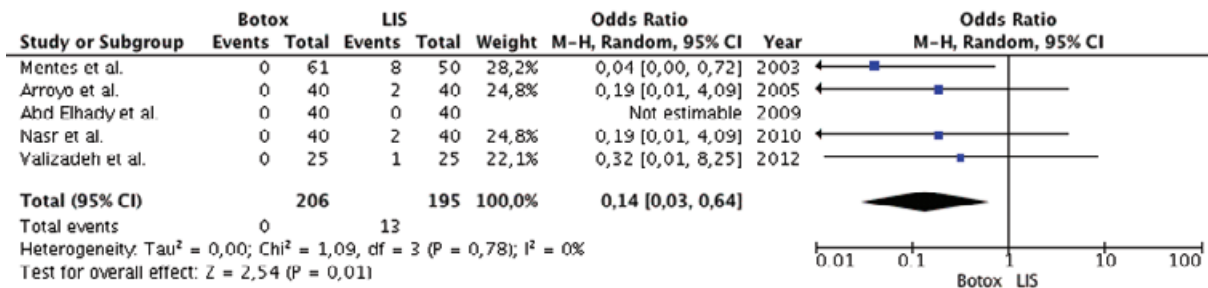 Botox LIS Odds Ratio Odds Ratio
Study or Subgroup Events Total Events Total Weight M-H, Random, 95% CI Year M-H, Random, 95% CI
Mentes et al. 0 61 8 50 28,2% 0,04 [0,00, 0,72] 2003
Arroyo et al. 0 40 2 40 24,8% 0,19 [0,01, 4,09] 2005
Abd Elhady et al. 0 40 0 40 Not estimable 2009
Nasr et al. 0 40 2 40 24,8% 0,19 [0,01, 4,09] 2010
Valizadeh et al. 0 25 1 25 22,1% 0,32 [0,01, 8,25] 2012
Total (95% CI) 206 195 100,0% 0,14 [0,03, 0,64]
Total events 0 13
Heterogeneity: Tau² = 0,00; Chi² = 1,09, df = 3 (P = 0,78); I² = 0%
Test for overall effect: Z = 2,54 (P = 0,01)
0.01 0.1 1 10 100
Botox LIS